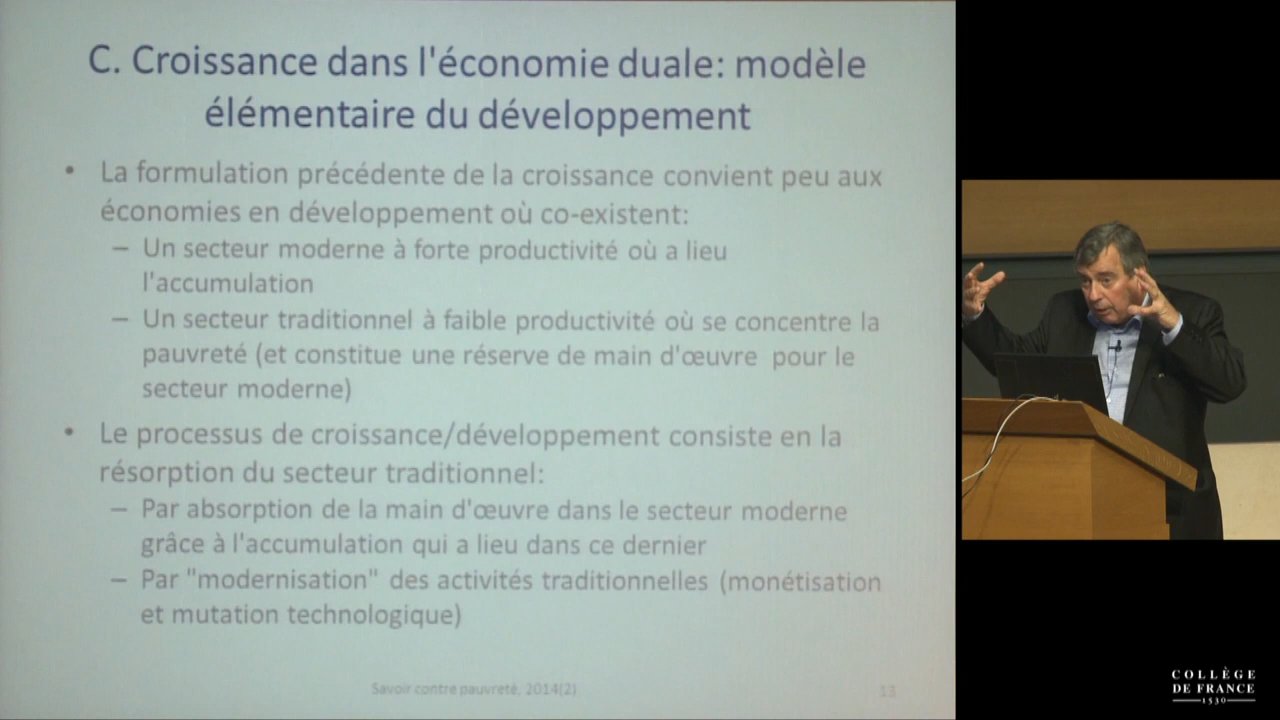 C. Croissance dans l'économie duale: modèle
élémentaire du développement
• La formulation précédente de la croissance convient peu aux
économies en développement où co-existent:
– Un secteur moderne à forte productivité où a lieu
l'accumulation
– Un secteur traditionnel à faible productivité où se concentre la
pauvreté (et constitue une réserve de main d'œuvre pour le
secteur moderne)
• Le processus de croissance/développement consiste en la
résorption du secteur traditionnel:
– Par absorption de la main d'œuvre dans le secteur moderne
grâce à l'accumulation qui a lieu dans ce dernier
– Par "modernisation" des activités traditionnelles (monétisation
et mutation technologique)
Savoir contre pauvreté, 2014(2)
13
COLLÈGE
DE FRANCE
1530